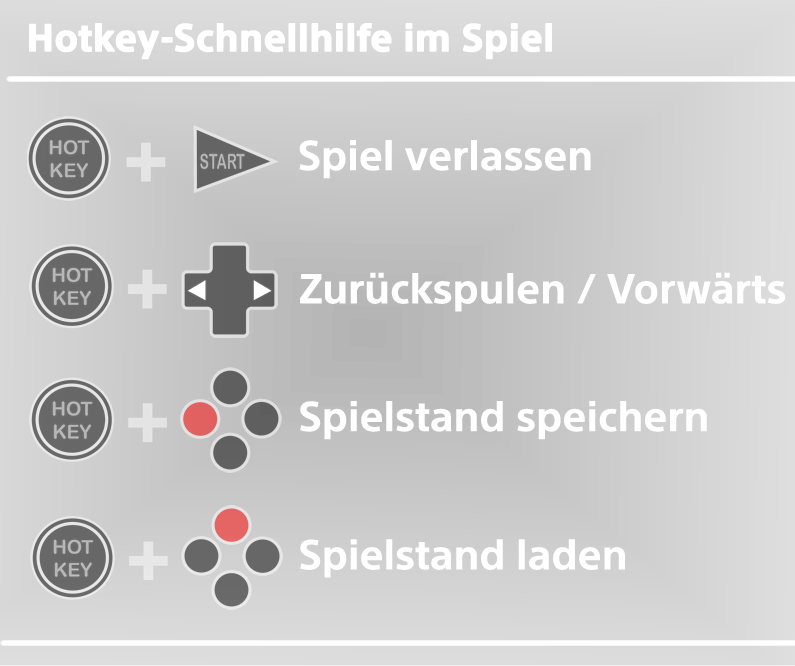 Hotkey-Schnellhilfe im Spiel
HOT
KEY
START
Spiel verlassen
HOT
KEY
Zurückspulen / Vorwärts
HOT
KEY
Spielstand speichern
HOT
KEY
Spielstand laden